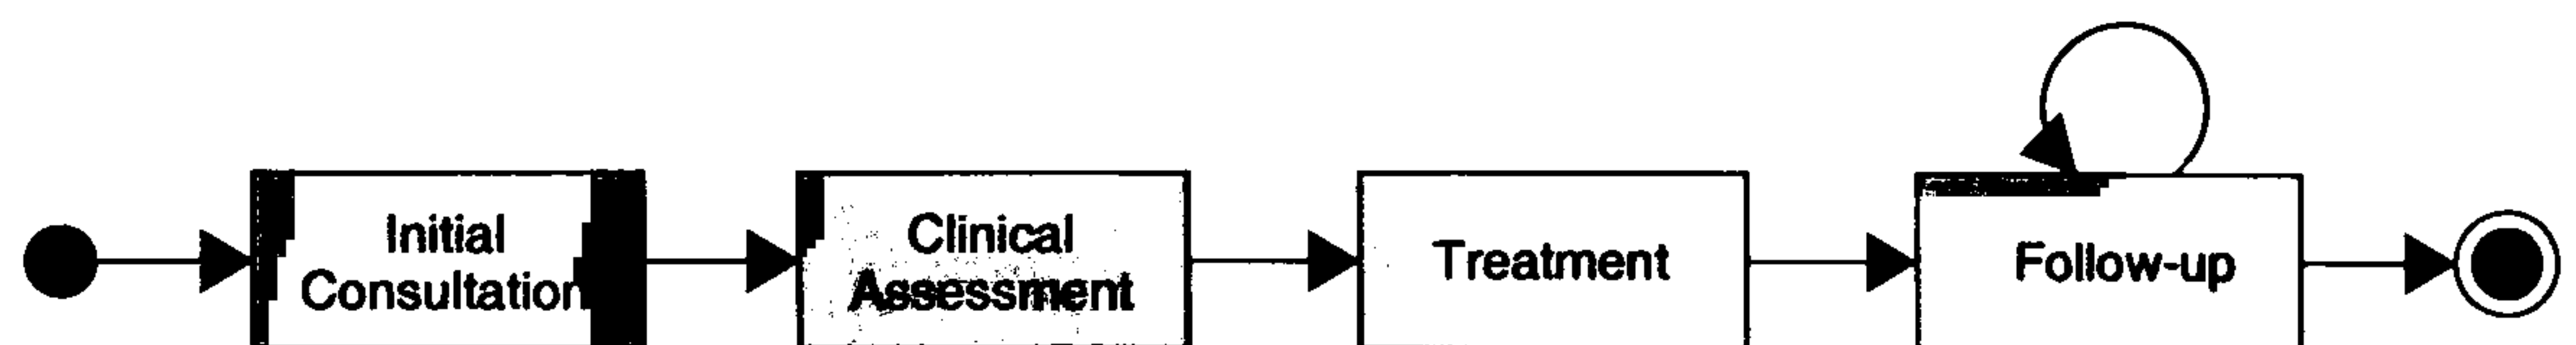 Initial
Consultation
Clinical
Assessment
Treatment
Follow-up